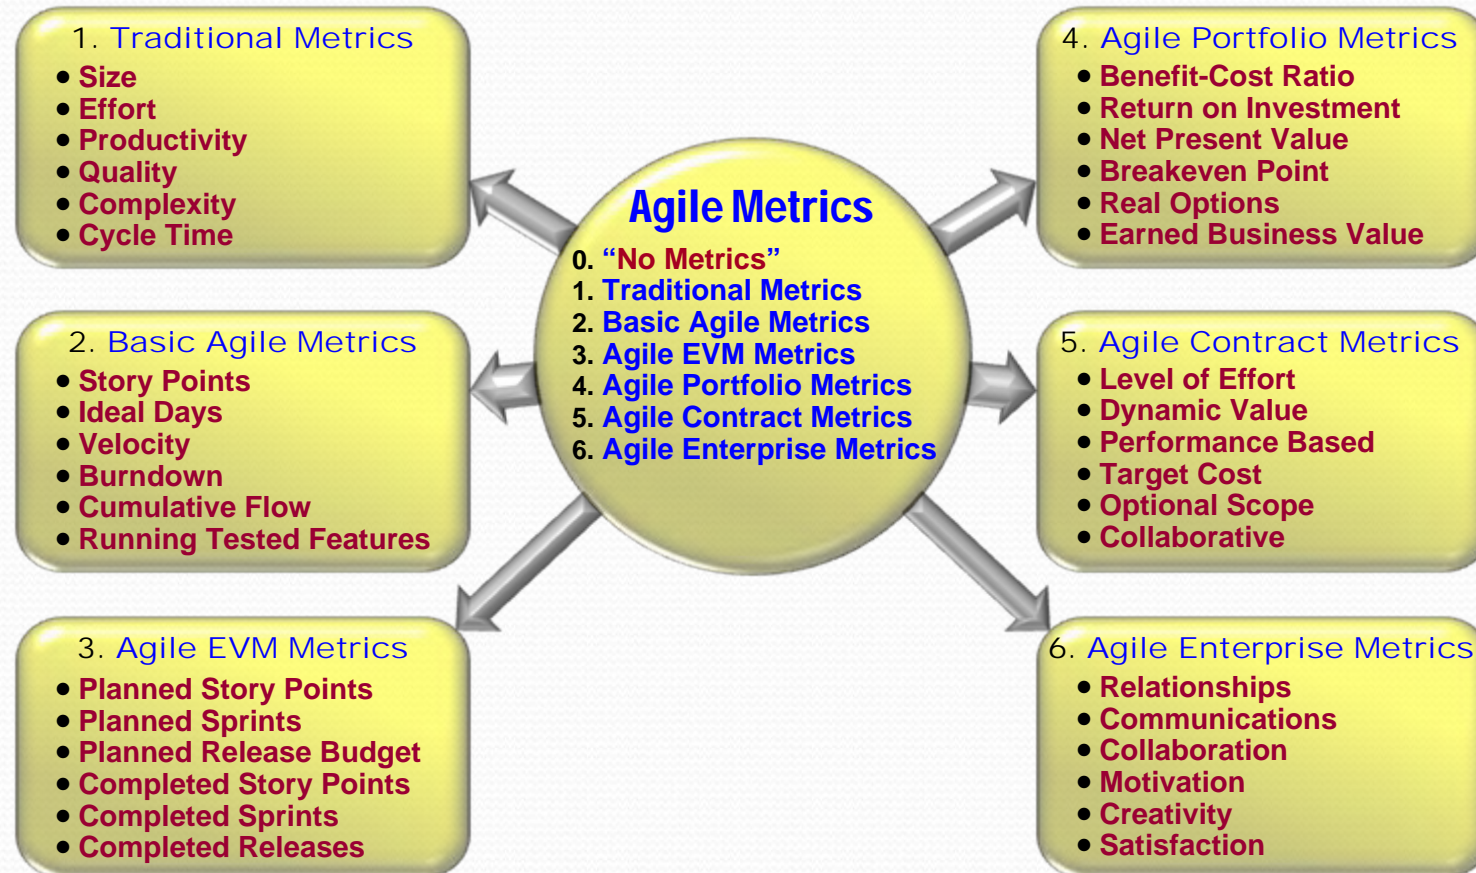 1. Traditional Metrics
• Size
• Effort
• Productivity
• Quality
• Complexity
• Cycle Time
2. Basic Agile Metrics
• Story Points
• Ideal Days
• Velocity
• Burndown
• Cumulative Flow
• Running Tested Features
3. Agile EVM Metrics
• Planned Story Points
• Planned Sprints
• Planned Release Budget
• Completed Story Points
• Completed Sprints
• Completed Releases
Agile Metrics
0. “No Metrics”
1. Traditional Metrics
2. Basic Agile Metrics
3. Agile EVM Metrics
4. Agile Portfolio Metrics
5. Agile Contract Metrics
6. Agile Enterprise Metrics
4. Agile Portfolio Metrics
• Benefit-Cost Ratio
• Return on Investment
• Net Present Value
• Breakeven Point
• Real Options
• Earned Business Value
5. Agile Contract Metrics
• Level of Effort
• Dynamic Value
• Performance Based
• Target Cost
• Optional Scope
• Collaborative
6. Agile Enterprise Metrics
• Relationships
• Communications
• Collaboration
• Motivation
• Creativity
• Satisfaction